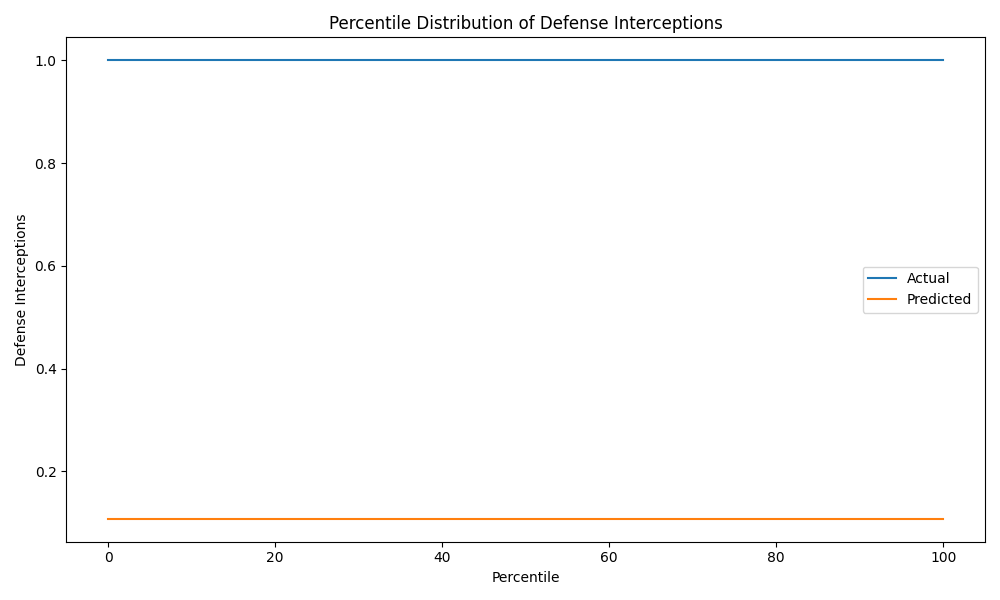 Percentile Distribution of Defense Interceptions
1.0
0.8
0.6
0.4
0.2
Defense Interceptions
Actual
Predicted
0 20 40 60 80 100
Percentile